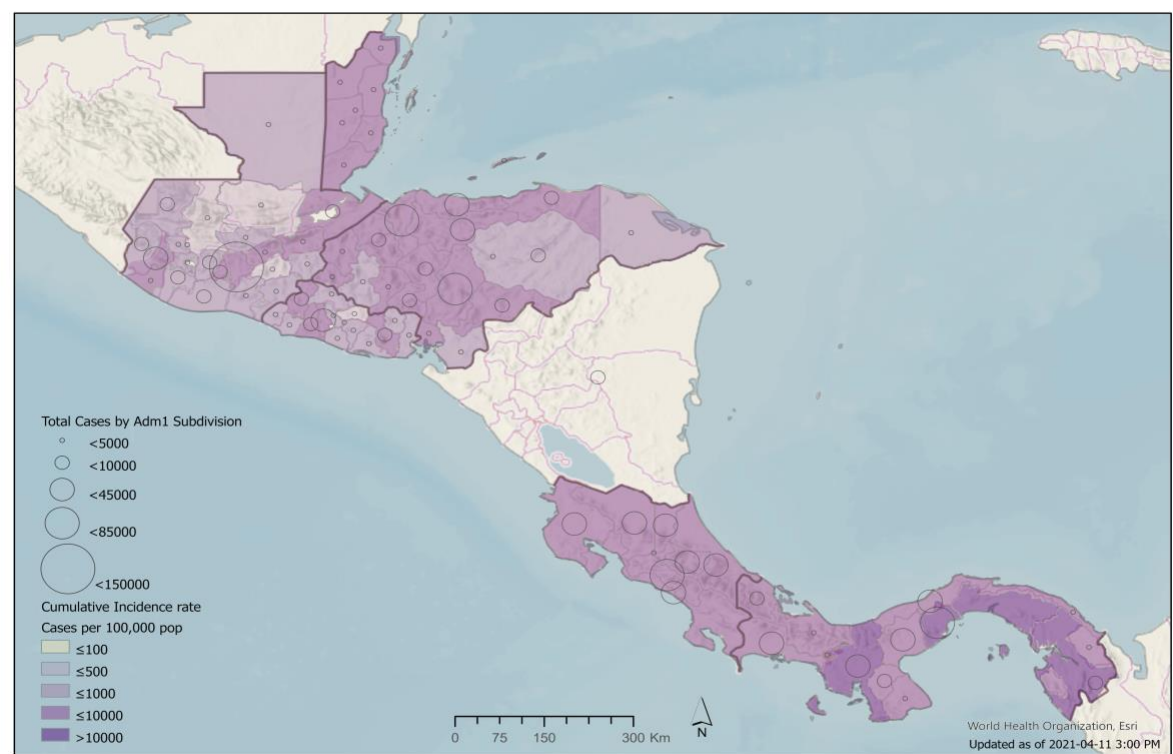 Total Cases by Adm1 Subdivision
<5000
<10000
<45000
<85000
<150000
Cumulative Incidence rate
Cases per 100,000 pop
≤100
≤500
≤1000
≤10000
>10000
0 75 150 300 Km
N
World Health Organization, Esri
Updated as of 2021-04-11 3:00 PM